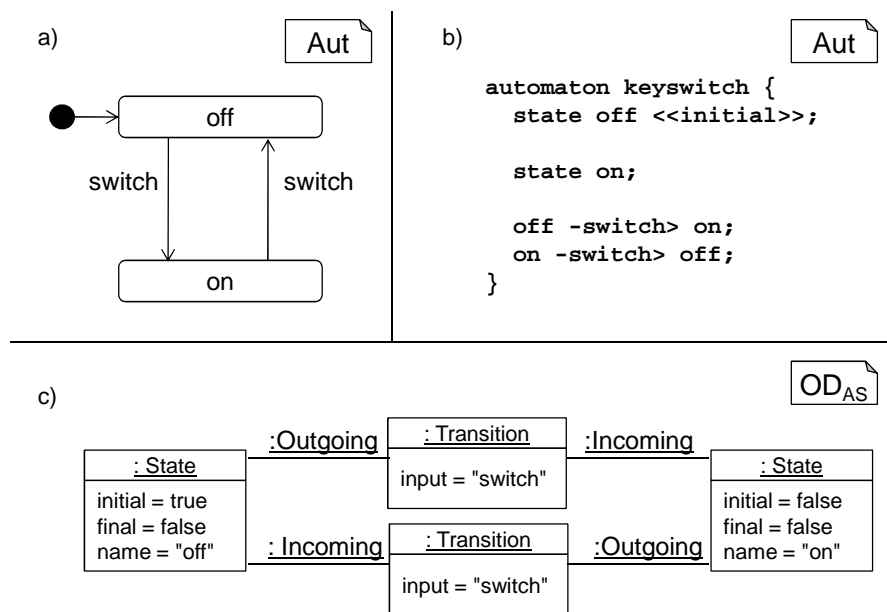 a)
Aut
off
switch
switch
on
b)
Aut
automaton keyswitch {
state off <<initial>>;
state on;
off -switch> on;
on -switch> off;
}
c)
OD_AS
:Outgoing
: Transition
:Incoming
: State
input = "switch"
: State
initial = true
final = false
name = "off"
initial = false
final = false
name = "on"
: Incoming
: Transition
:Outgoing
input = "switch"